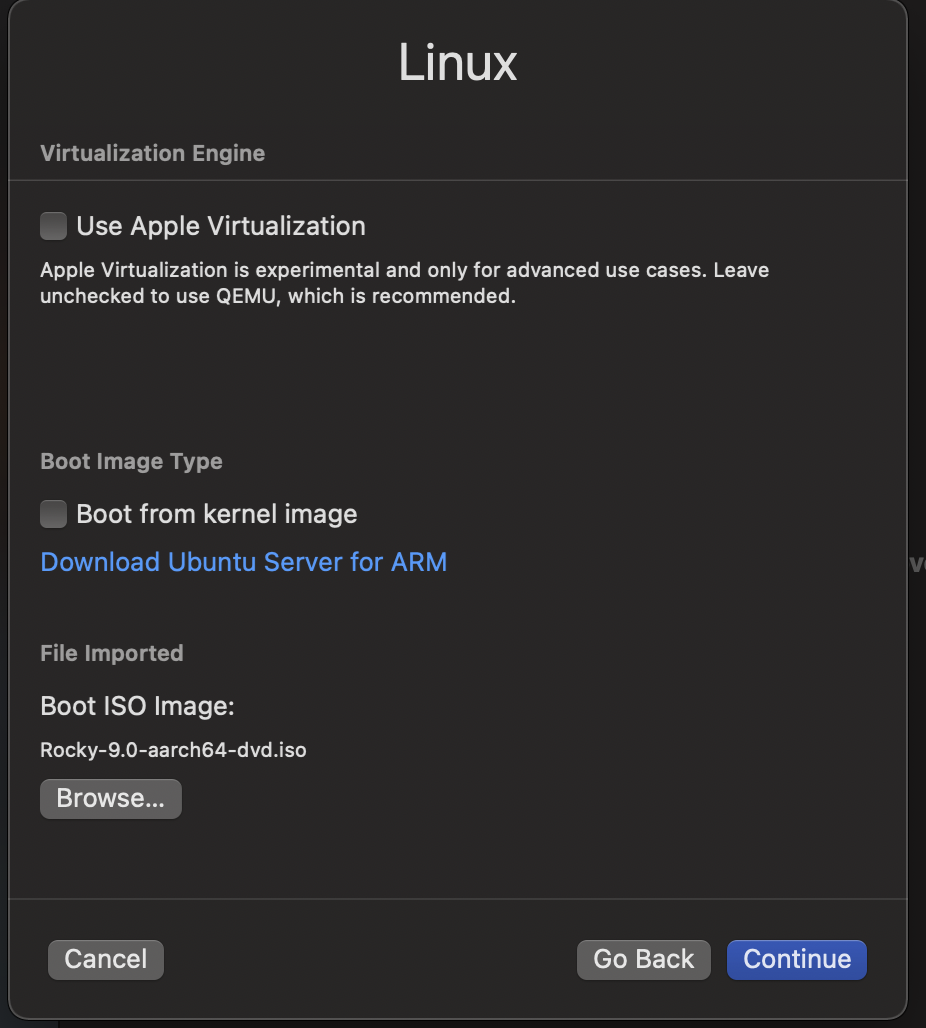 Linux
Virtualization Engine
Use Apple Virtualization
Apple Virtualization is experimental and only for advanced use cases. Leave
unchecked to use QEMU, which is recommended.
Boot Image Type
Boot from kernel image
Download Ubuntu Server for ARM
File Imported
Boot ISO Image:
Rocky-9.0-aarch64-dvd.iso
Browse...
Cancel
Go Back
Continue